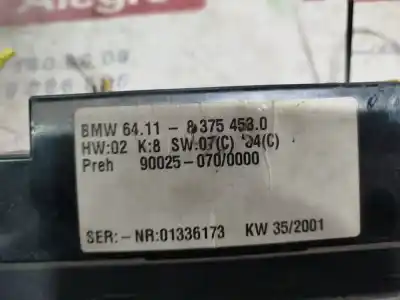 BMW 64.11 - 8 375 453.0
HW:02 K:8 SW:07(C) 04(C)
Preh 90025-070/0000
SER:-NR:01336173 KW 35/2001